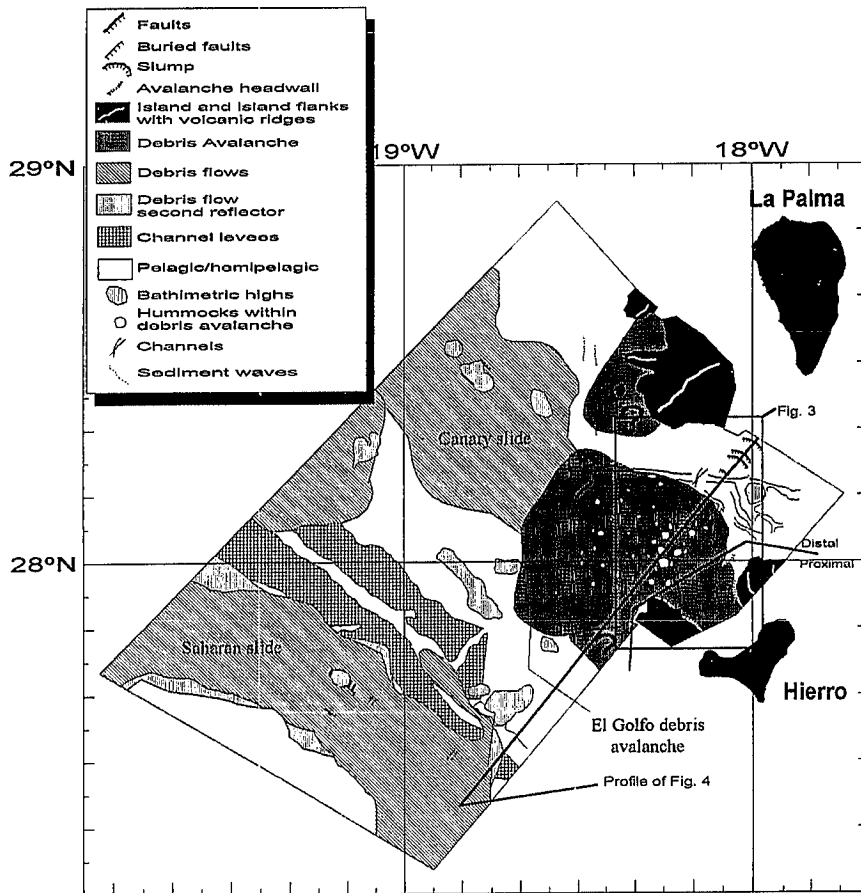 Faults
Buried faults
Slump
Avalanche headwall
Island and Island flanks
with volcanic ridges
Debris Avalanche
Debris flows
Debris flow
second reflector
Channel levees
Pelagic/homipelagic
Bathimetric highs
Hummocks within
debris avalanche
Channels
Sediment waves
19°W
18°W
29°N
La Palma
Fig. 3
Canary slide
28°N
Distal
Proximal
Saharan slide
Hierro
El Golfo debris
avalanche
Profile of Fig. 4